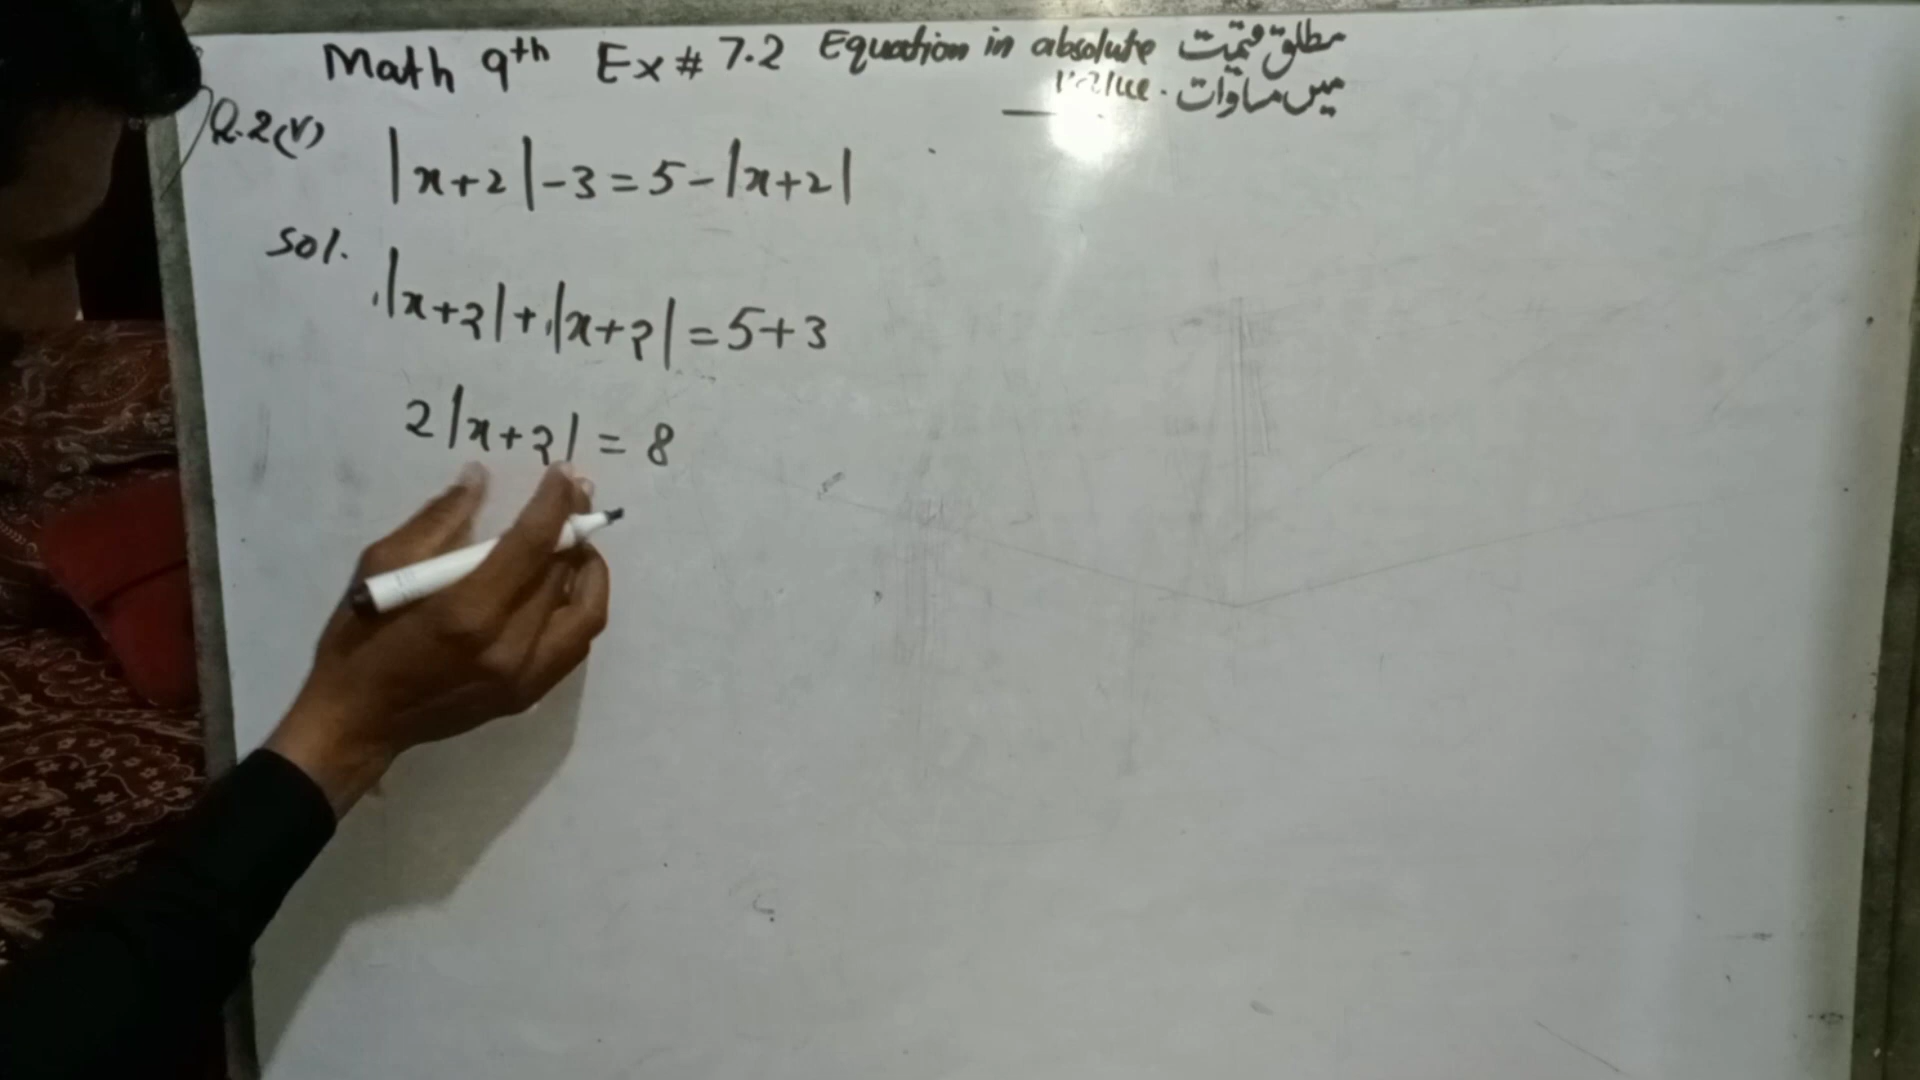 Math 9th Ex # 7.2 Equation in absolute value. مطلق قیمت میں مساوات
Q.2(v)
|x+2|-3=5-|x+2|
Sol.
|x+2|+|x+2|=5+3
2|x+2|=8